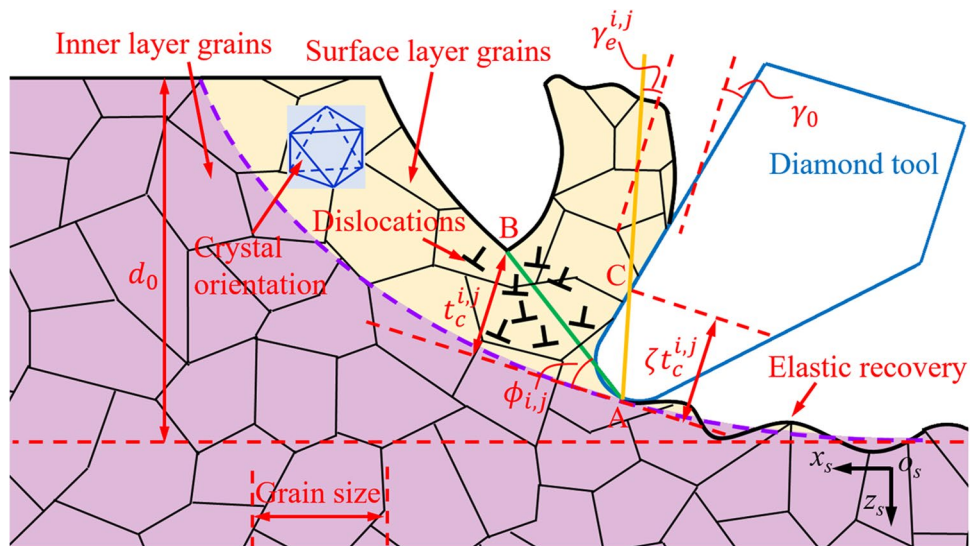 Inner layer grains
Surface layer grains
γ_e^{i,j}
γ_0
Diamond tool
Dislocations
B
Crystal
orientation
d_0
t_c^{i,j}
C
ζt_c^{i,j}
Elastic recovery
ϕ_{i,j}
A
Grain size
x_s
o_s
z_s